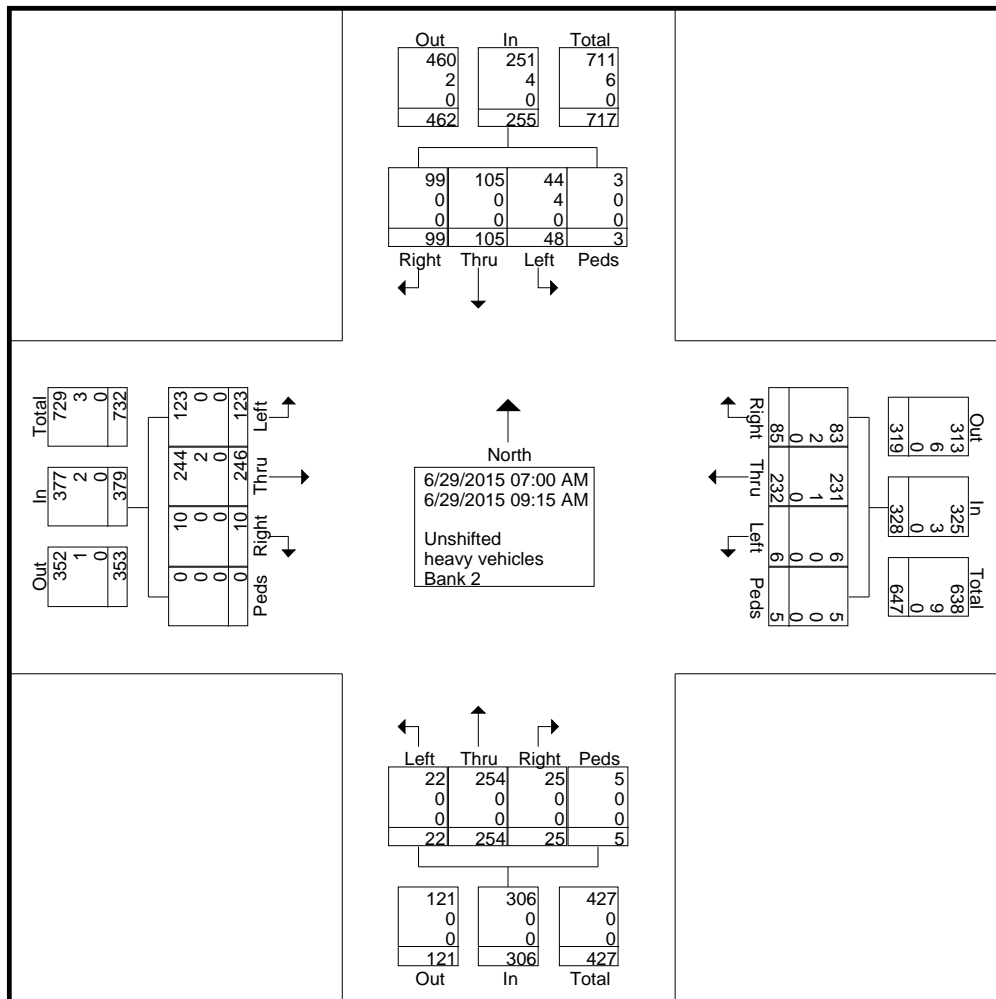 Out In Total
460 251 711
2 4 6
0 0 0
462 255 717
99 105 44 3
0 0 4 0
0 0 0 0
99 105 48 3
Right Thru Left Peds
Total
729 3 0 732
In
377 2 0 379
Out
352 1 0 353
123 0 0 123
Left
244 2 0 246
Thru
10 0 0 10
Right
0 0 0 0
Peds
North
6/29/2015 07:00 AM
6/29/2015 09:15 AM
Unshifted
heavy vehicles
Bank 2
Right
83 2 0 85
Thru
231 1 0 232
Left
6 0 0 6
Peds
5 0 0 5
Out
313 6 0 319
In
325 3 0 328
Total
638 9 0 647
Left Thru Right Peds
22 254 25 5
0 0 0 0
0 0 0 0
22 254 25 5
121 306 427
0 0 0
0 0 0
121 306 427
Out In Total